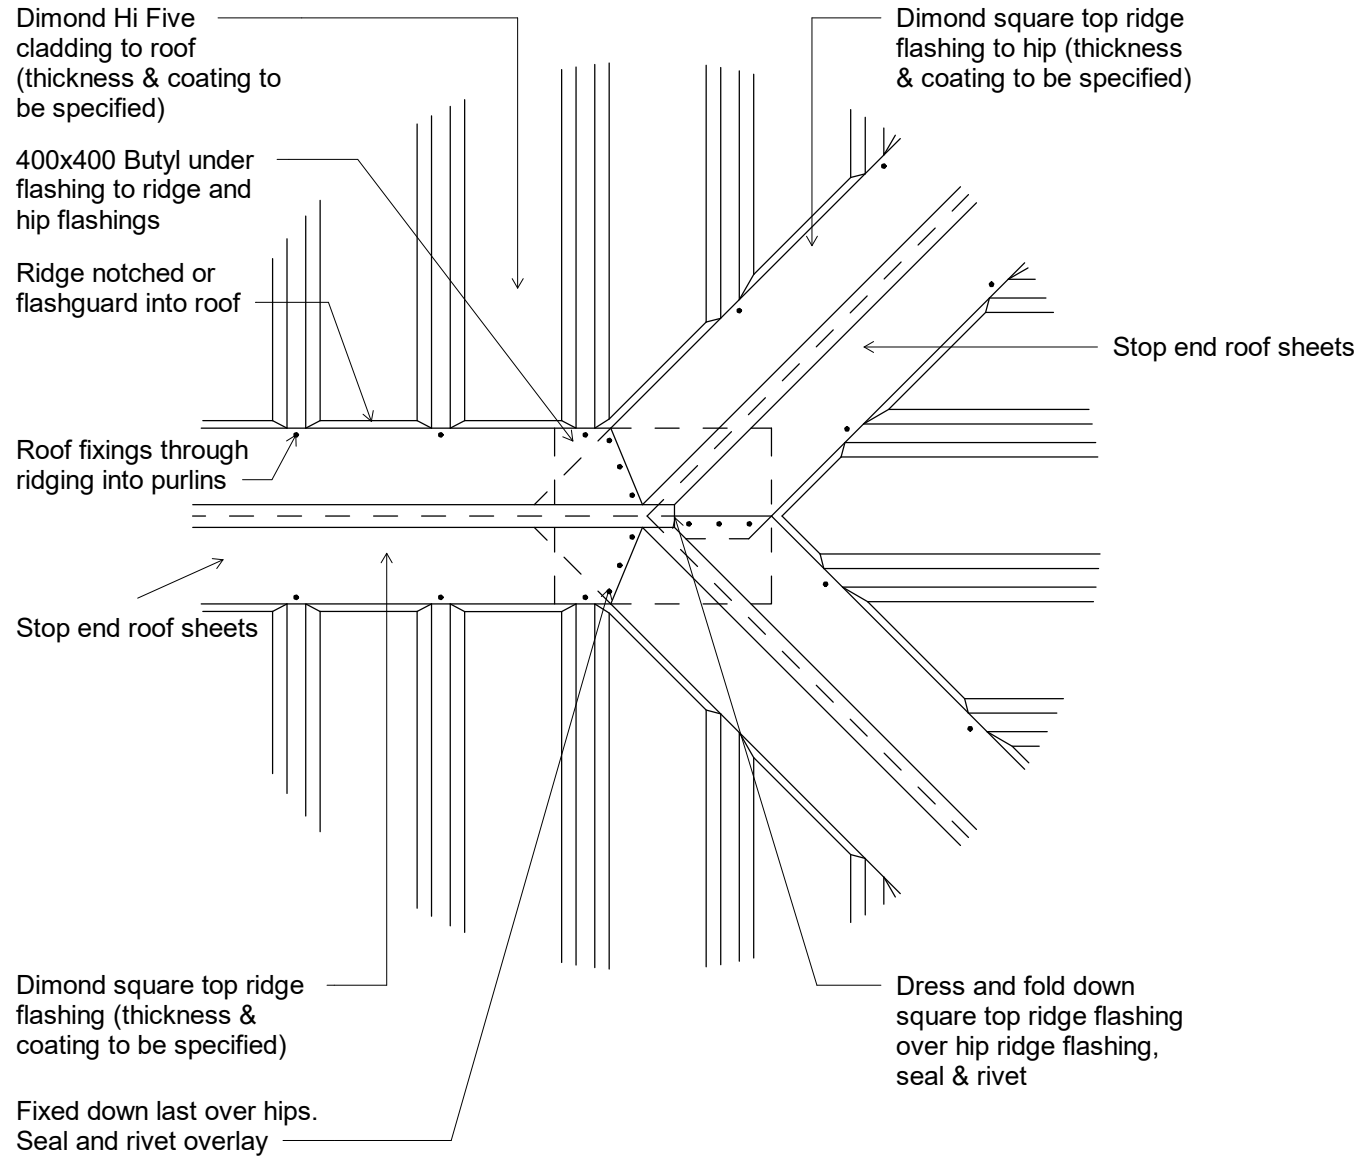 Dimond Hi Five
cladding to roof
(thickness & coating to
be specified)
Dimond square top ridge
flashing to hip (thickness
& coating to be specified)
400x400 Butyl under
flashing to ridge and
hip flashings
Ridge notched or
flashguard into roof
Stop end roof sheets
Roof fixings through
ridging into purlins
Stop end roof sheets
Dimond square top ridge
flashing (thickness &
coating to be specified)
Dress and fold down
square top ridge flashing
over hip ridge flashing,
seal & rivet
Fixed down last over hips.
Seal and rivet overlay